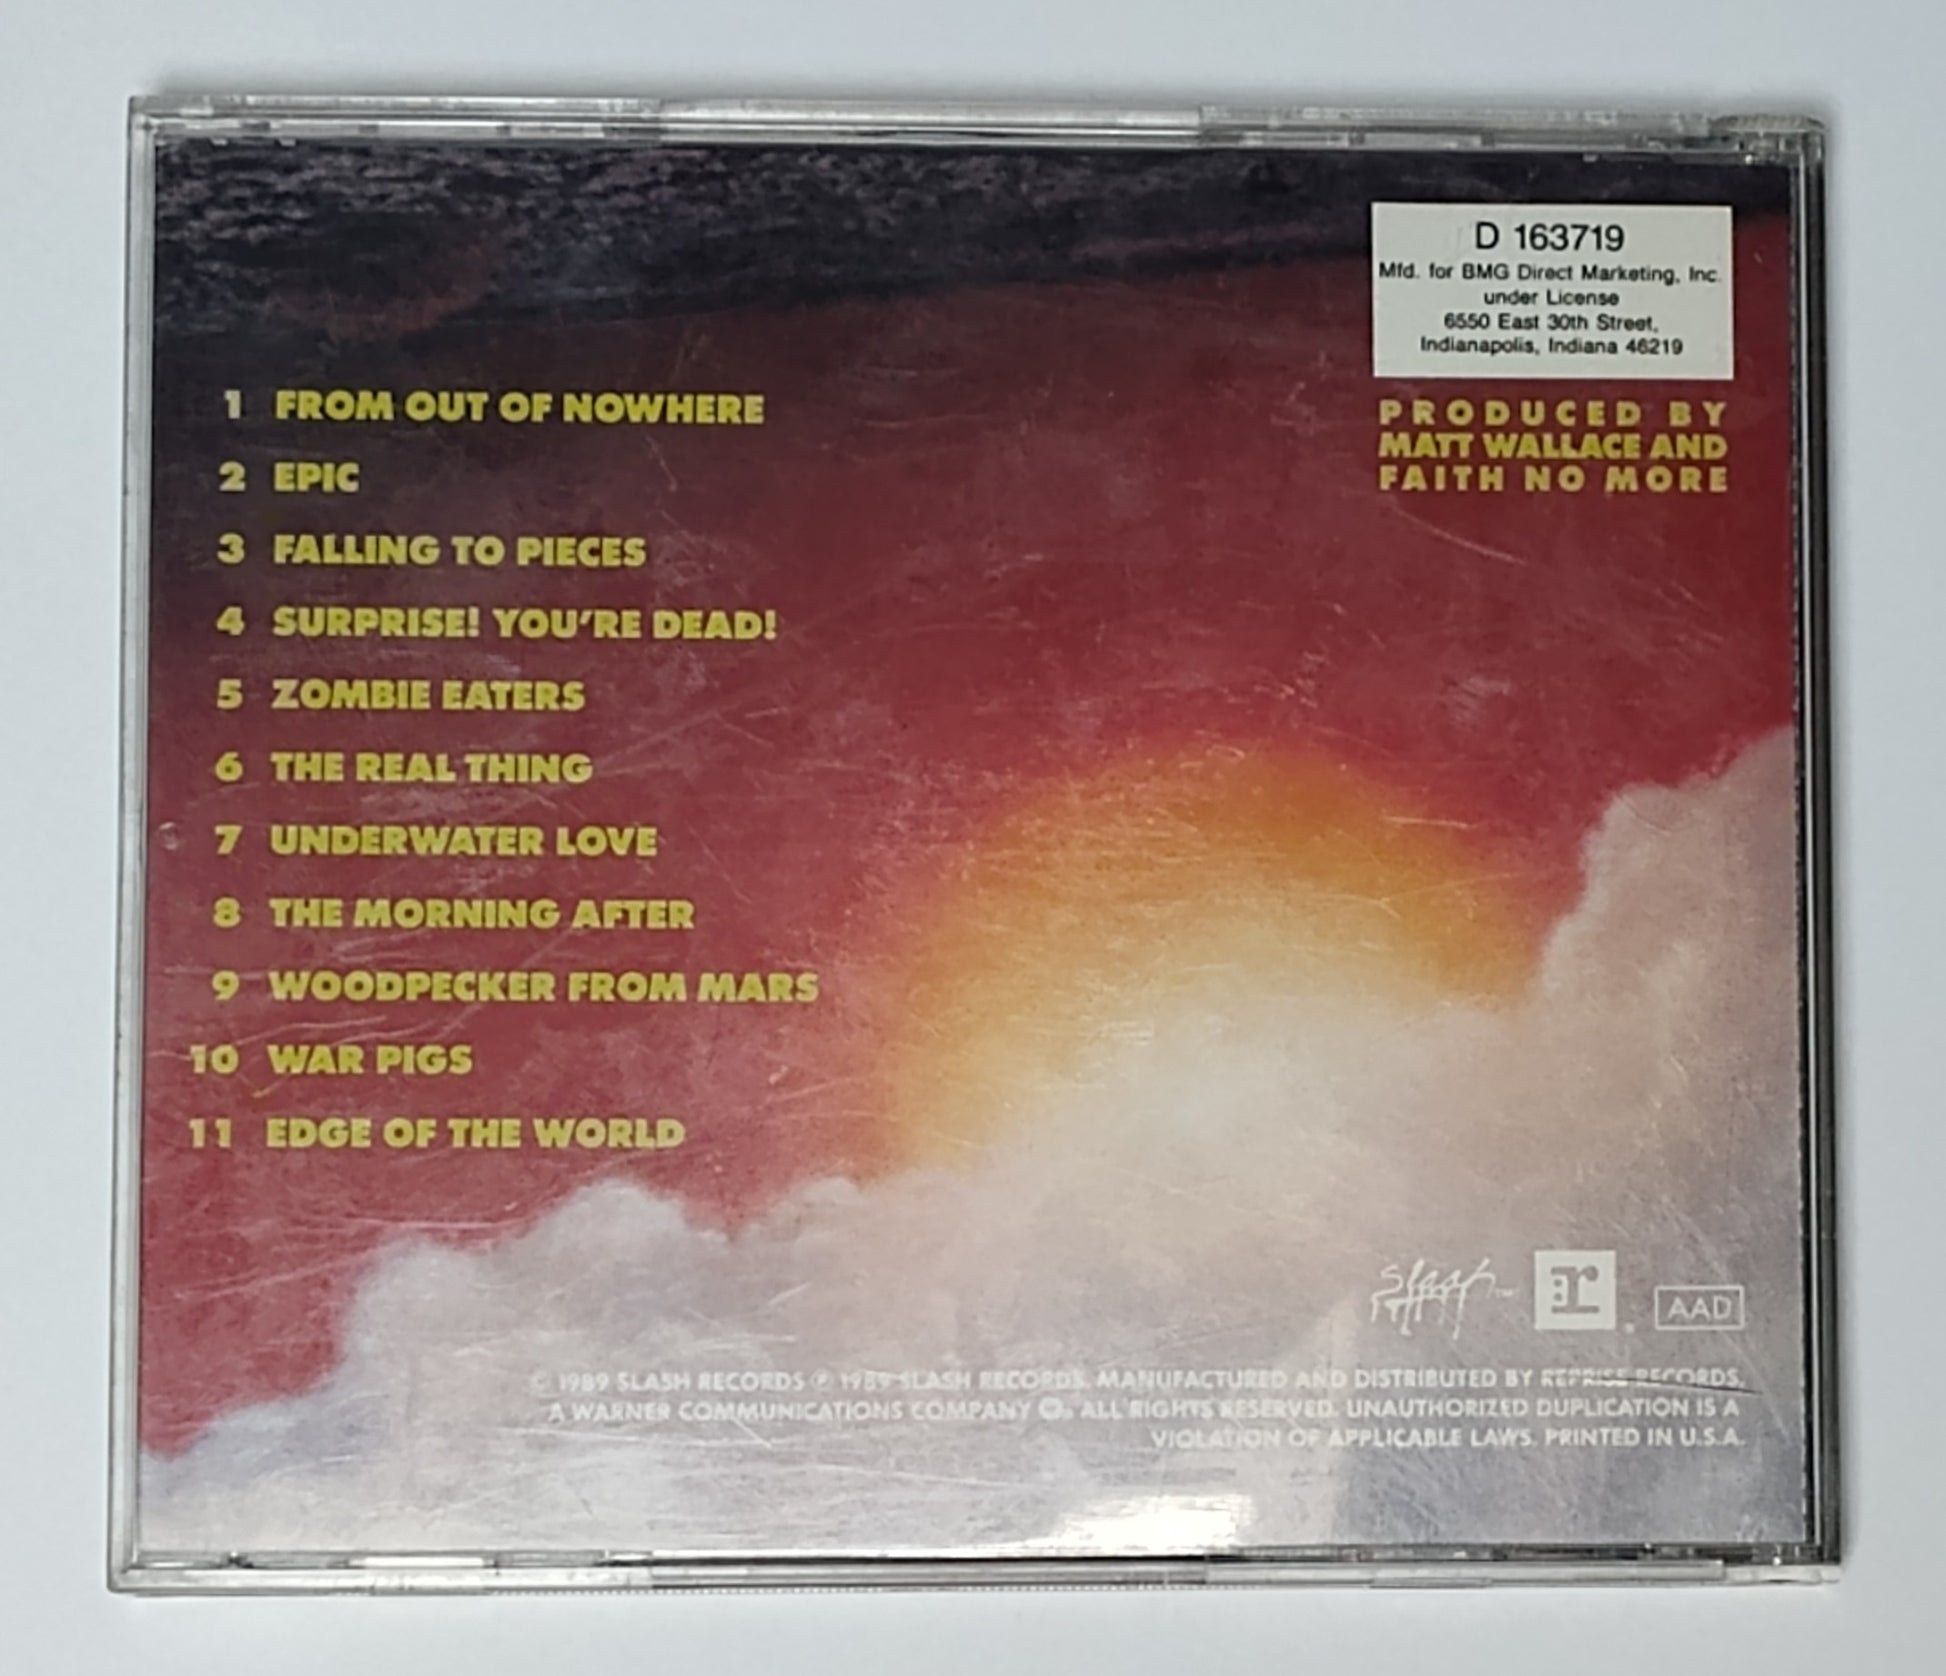 D 163719
Mfd. for BMG Direct Marketing, Inc.
under License
6550 East 30th Street,
Indianapolis, Indiana 46219
PRODUCED BY
MATT WALLACE AND
FAITH NO MORE
1 FROM OUT OF NOWHERE
2 EPIC
3 FALLING TO PIECES
4 SURPRISE! YOU'RE DEAD!
5 ZOMBIE EATERS
6 THE REAL THING
7 UNDERWATER LOVE
8 THE MORNING AFTER
9 WOODPECKER FROM MARS
10 WAR PIGS
11 EDGE OF THE WORLD
Slash TM r AAD
© 1989 SLASH RECORDS ℗ 1989 SLASH RECORDS. MANUFACTURED AND DISTRIBUTED BY REPRISE RECORDS,
A WARNER COMMUNICATIONS COMPANY. ALL RIGHTS RESERVED. UNAUTHORIZED DUPLICATION IS A
VIOLATION OF APPLICABLE LAWS. PRINTED IN U.S.A.